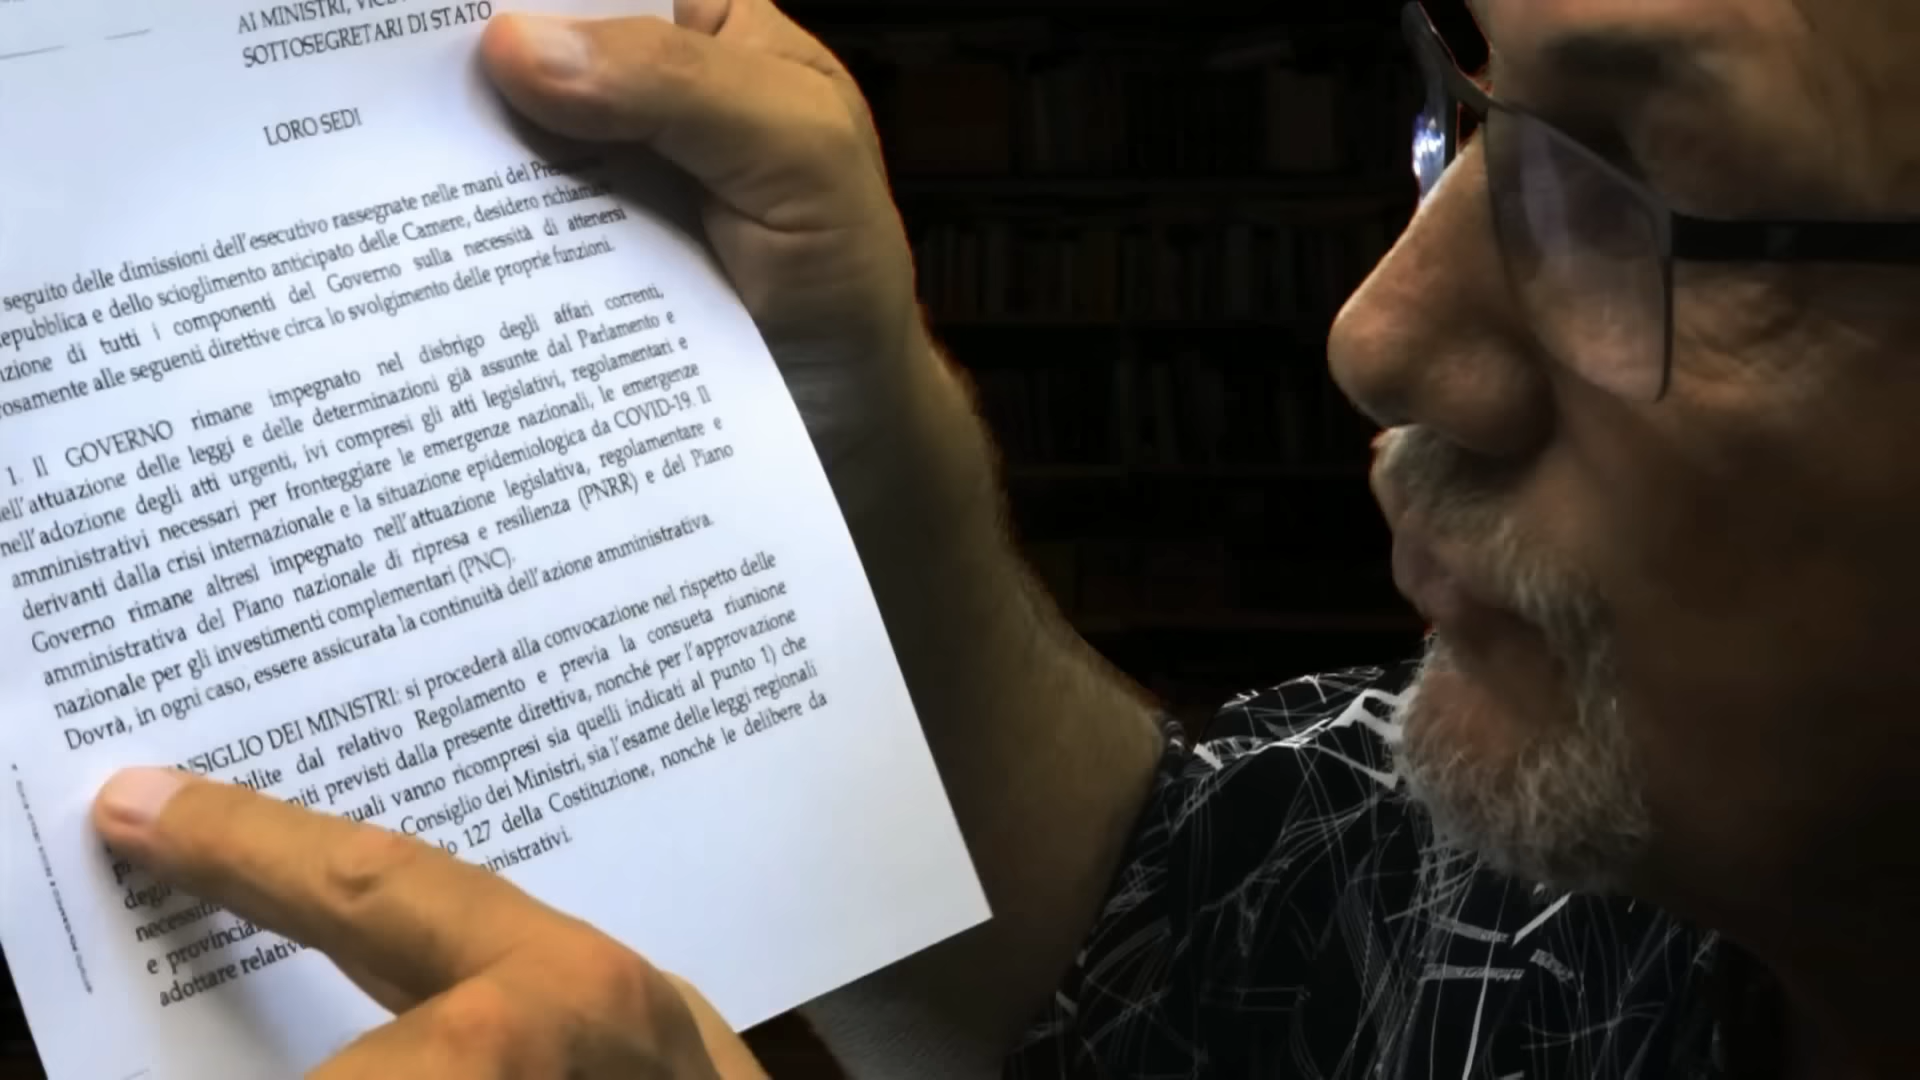 AI MINISTRI,
SOTTOSEGRETARI DI STATO
LORO SEDI
seguito delle dimissioni dell'esecutivo rassegnate nelle mani del
epubblica e dello scioglimento anticipato delle Camere, desidero richiamare
zione di tutti i componenti del Governo sulla necessità di attenersi
rosamente alle seguenti direttive circa lo svolgimento delle proprie funzioni.
1. Il GOVERNO rimane impegnato nel disbrigo degli affari correnti,
nell'attuazione delle leggi e delle determinazioni già assunte dal Parlamento e
nell'adozione degli atti urgenti, ivi compresi gli atti legislativi, regolamentari e
amministrativi necessari per fronteggiare le emergenze nazionali, le emergenze
derivanti dalla crisi internazionale e la situazione epidemiologica da COVID-19. Il
Governo rimane altresì impegnato nell'attuazione legislativa, regolamentare e
amministrativa del Piano nazionale di ripresa e resilienza (PNRR) e del Piano
nazionale per gli investimenti complementari (PNC).
Dovrà, in ogni caso, essere assicurata la continuità dell'azione amministrativa.
NSIGLIO DEI MINISTRI: si procederà alla convocazione nel rispetto delle
bilite dal relativo Regolamento e previa la consueta riunione
miti previsti dalla presente direttiva, nonché per l'approvazione
degli quali vanno ricompresi sia quelli indicati al punto 1) che
Consiglio dei Ministri, sia l'esame delle leggi regionali
e lo 127 della Costituzione, nonché le delibere da
adottare ministrativi.